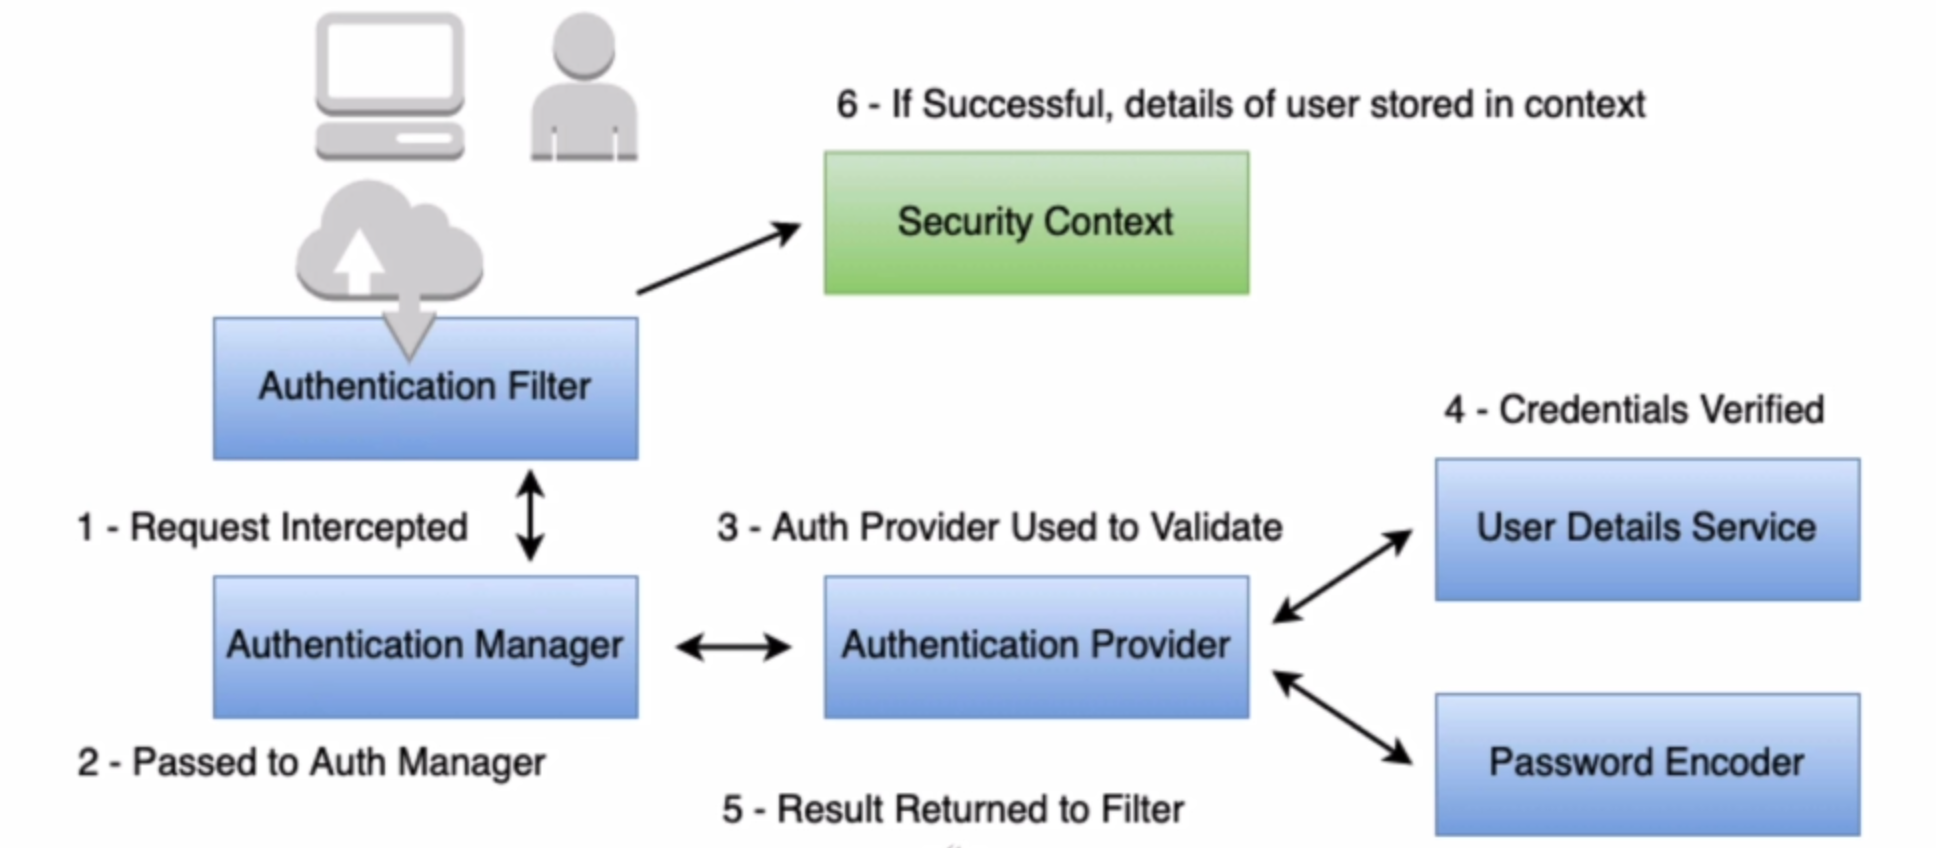 6 - If Successful, details of user stored in context
Security Context
Authentication Filter
4 - Credentials Verified
1 - Request Intercepted
3 - Auth Provider Used to Validate
User Details Service
Authentication Manager
Authentication Provider
2 - Passed to Auth Manager
Password Encoder
5 - Result Returned to Filter